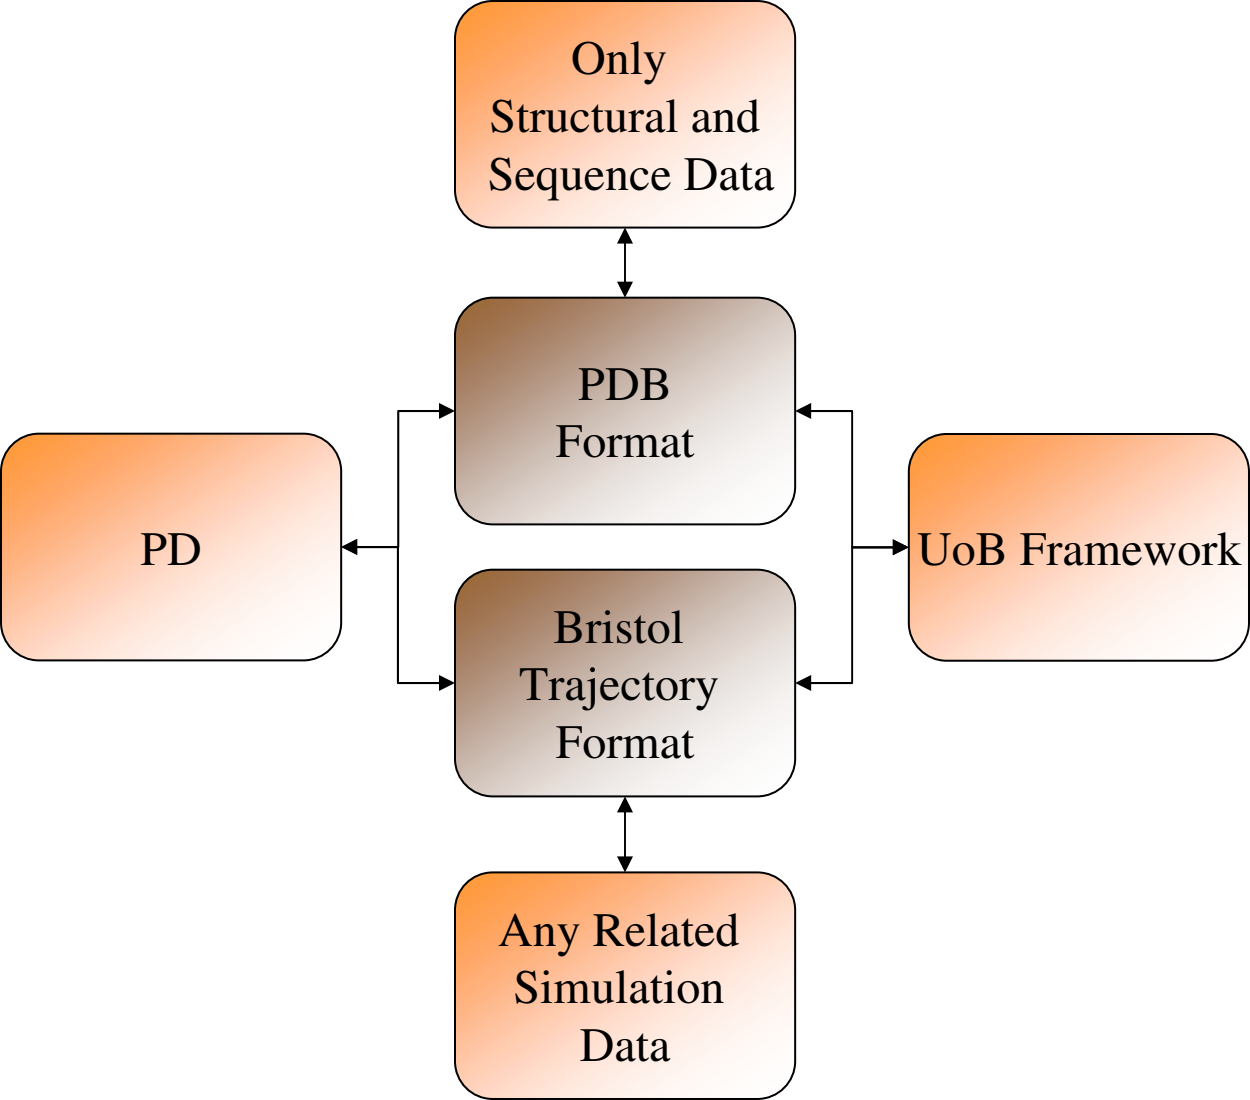 Only
Structural and
Sequence Data
PDB
Format
PD
UoB Framework
Bristol
Trajectory
Format
Any Related
Simulation
Data